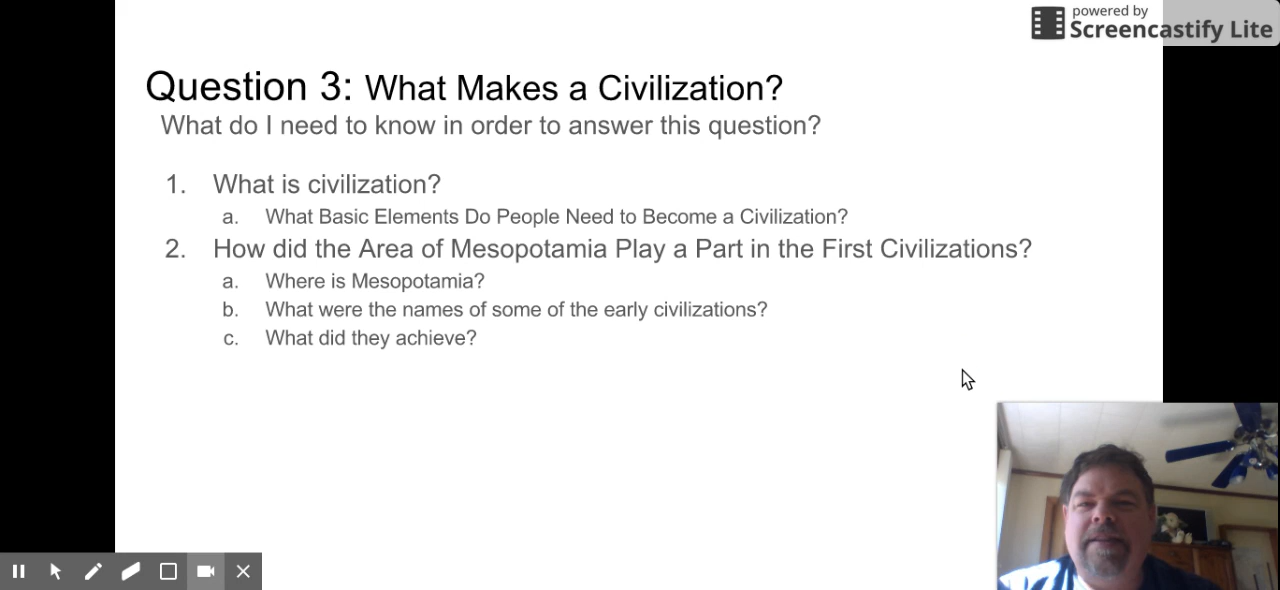 powered by
Screencastify Lite
Question 3: What Makes a Civilization?
What do I need to know in order to answer this question?
1. What is civilization?
a. What Basic Elements Do People Need to Become a Civilization?
2. How did the Area of Mesopotamia Play a Part in the First Civilizations?
a. Where is Mesopotamia?
b. What were the names of some of the early civilizations?
c. What did they achieve?